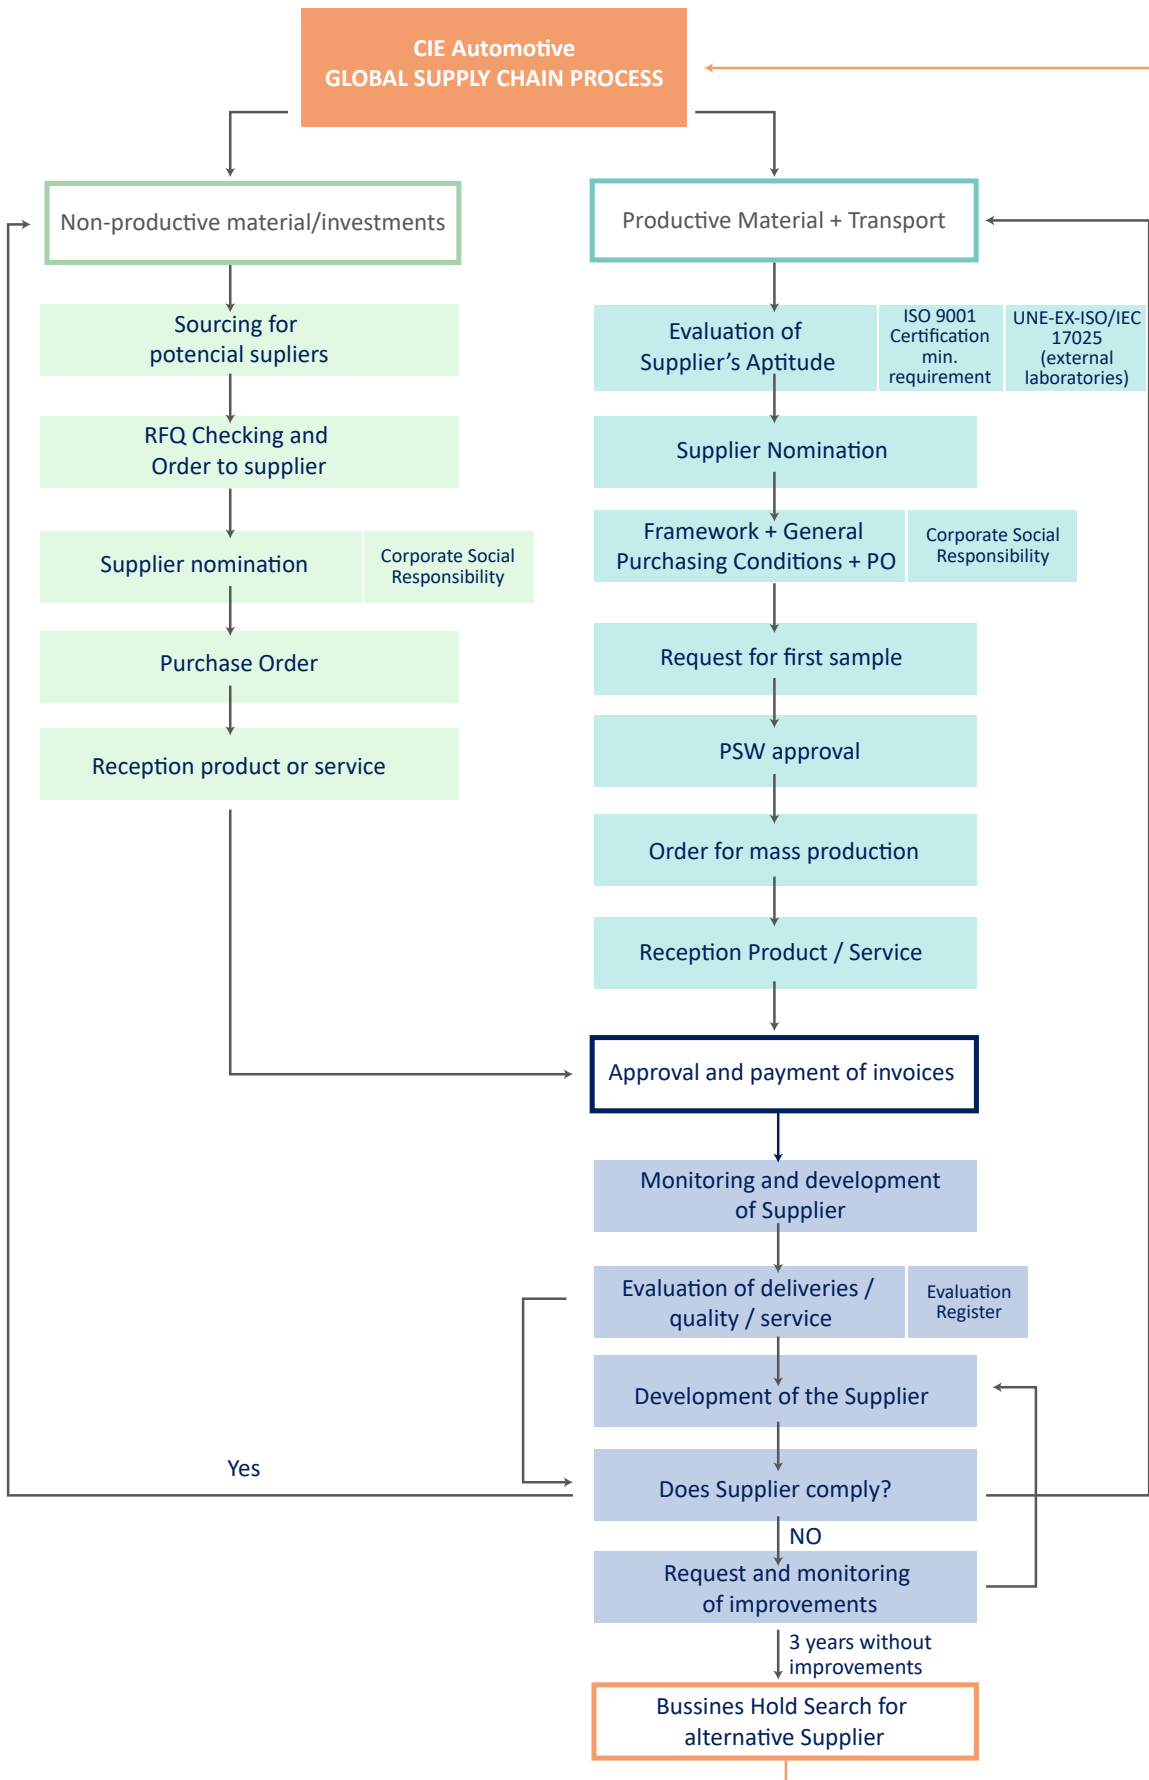 CIE Automotive
GLOBAL SUPPLY CHAIN PROCESS
Non-productive material/investments
Sourcing for
potencial supliers
RFQ Checking and
Order to supplier
Supplier nomination
Corporate Social
Responsibility
Purchase Order
Reception product or service
Productive Material + Transport
Evaluation of
Supplier’s Aptitude
ISO 9001
Certification
min.
requirement
UNE-EX-ISO/IEC
17025
(external
laboratories)
Supplier Nomination
Framework + General
Purchasing Conditions + PO
Corporate Social
Responsibility
Request for first sample
PSW approval
Order for mass production
Reception Product / Service
Approval and payment of invoices
Monitoring and development
of Supplier
Evaluation of deliveries /
quality / service
Evaluation
Register
Development of the Supplier
Yes
Does Supplier comply?
NO
Request and monitoring
of improvements
3 years without
improvements
Bussines Hold Search for
alternative Supplier